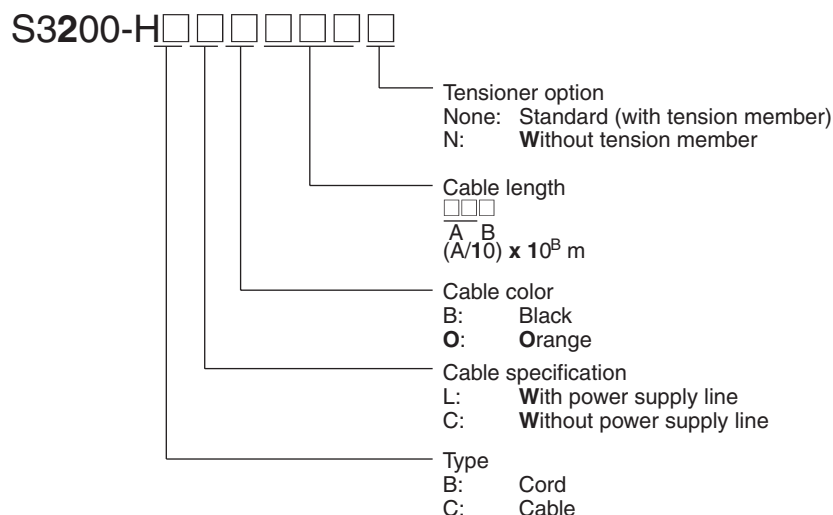 S3200-H□□□□□□□
Tensioner option
None: Standard (with tension member)
N: Without tension member
Cable length
□□□
A B
(A/10) x 10ᴮ m
Cable color
B: Black
O: Orange
Cable specification
L: With power supply line
C: Without power supply line
Type
B: Cord
C: Cable